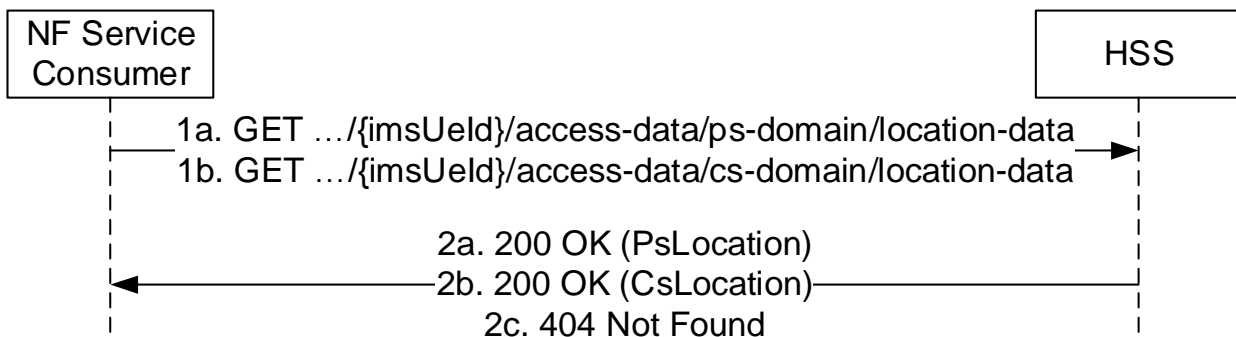 NF Service
Consumer
HSS
1a. GET …/{imsUeId}/access-data/ps-domain/location-data
1b. GET …/{imsUeId}/access-data/cs-domain/location-data
2a. 200 OK (PsLocation)
2b. 200 OK (CsLocation)
2c. 404 Not Found